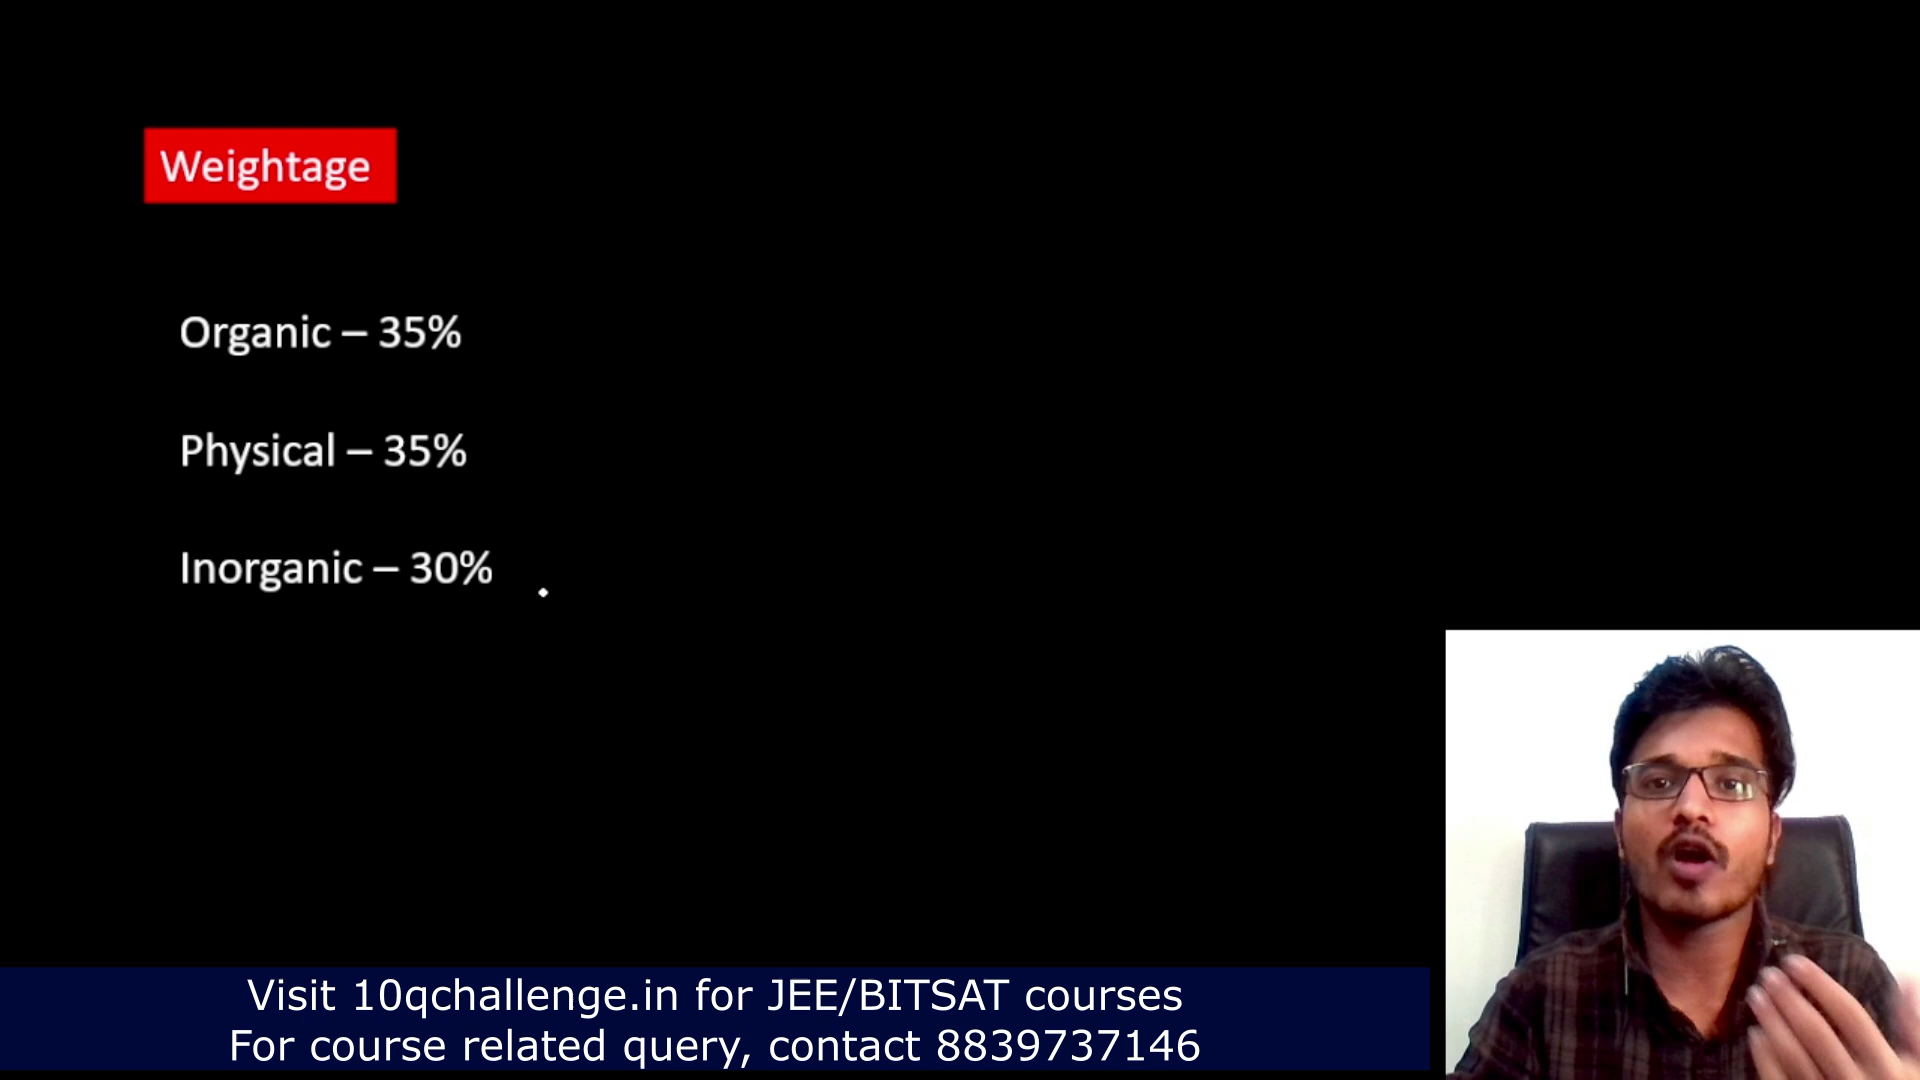 Weightage
Organic – 35%
Physical – 35%
Inorganic – 30%
Visit 10qchallenge.in for JEE/BITSAT courses
For course related query, contact 8839737146